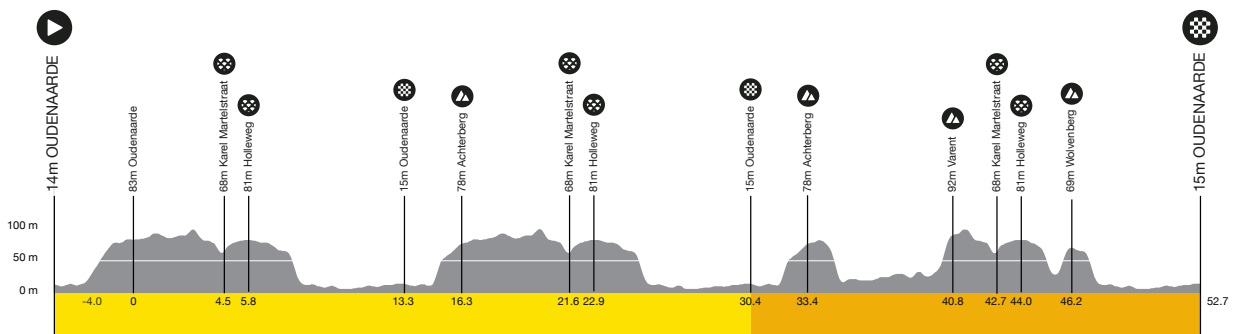 14m OUDENAARDE
83m Oudenaarde
68m Karel Martelstraat
81m Holleweg
15m Oudenaarde
78m Achterberg
68m Karel Martelstraat
81m Holleweg
15m Oudenaarde
78m Achterberg
92m Varent
68m Karel Martelstraat
81m Holleweg
69m Wolvenberg
15m OUDENAARDE
100 m
50 m
0 m
-4.0 0 4.5 5.8 13.3 16.3 21.6 22.9 30.4 33.4 40.8 42.7 44.0 46.2 52.7